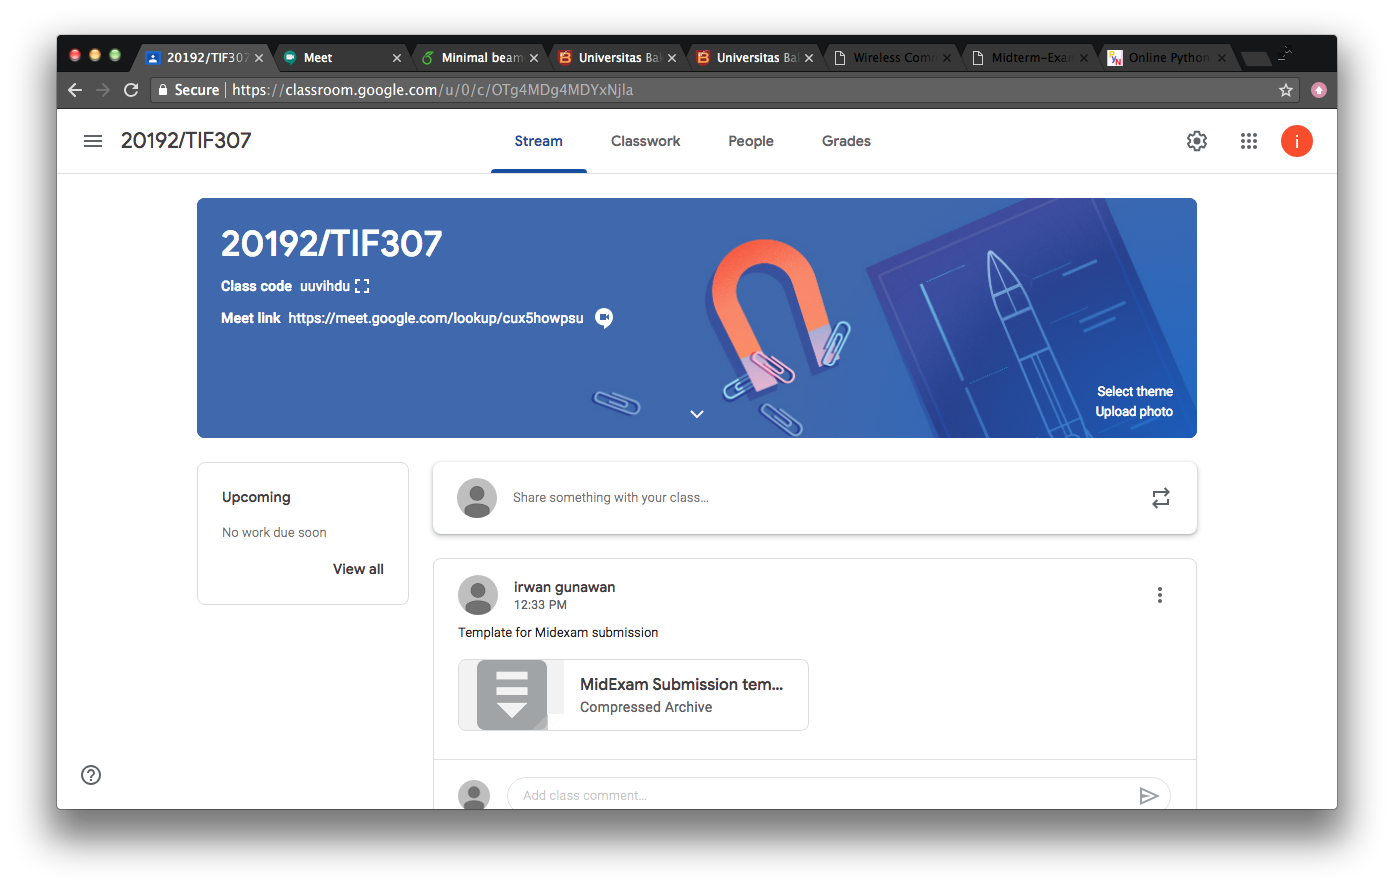 20192/TIF307
Meet
Minimal beam
Universitas Bak
Universitas Bak
Wireless Comm
Midterm-Exam
Online Python
Secure
https://classroom.google.com/u/0/c/OTg4MDg4MDYxNjla
20192/TIF307
Stream
Classwork
People
Grades
i
20192/TIF307
Class code uuvihdu
Meet link https://meet.google.com/lookup/cux5howpsu
Select theme
Upload photo
Upcoming
No work due soon
View all
Share something with your class...
irwan gunawan
12:33 PM
Template for Midexam submission
MidExam Submission tem...
Compressed Archive
Add class comment...